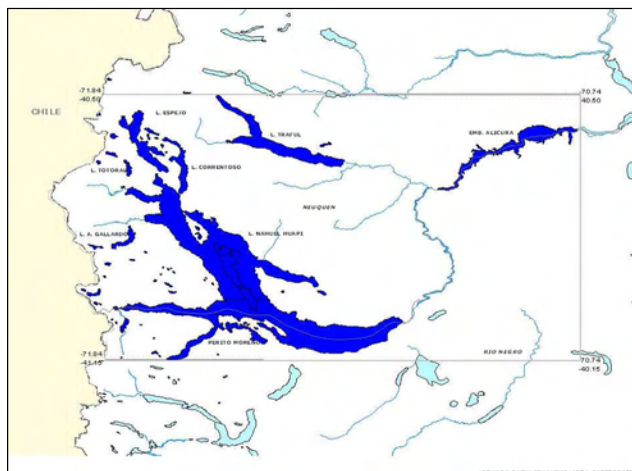 -71.84
40.50
-70.74
40.50
CHILE
L. ESPEJO
L. TRAFUL
EMB. ALICURA
L. TOTORAL
L. CORRENTOSO
NEUQUEN
L. A. GALLARDO
L. NAHUEL HUAPI
PERITO MORENO
RIO NEGRO
-71.84
-41.15
-70.74
-40.15